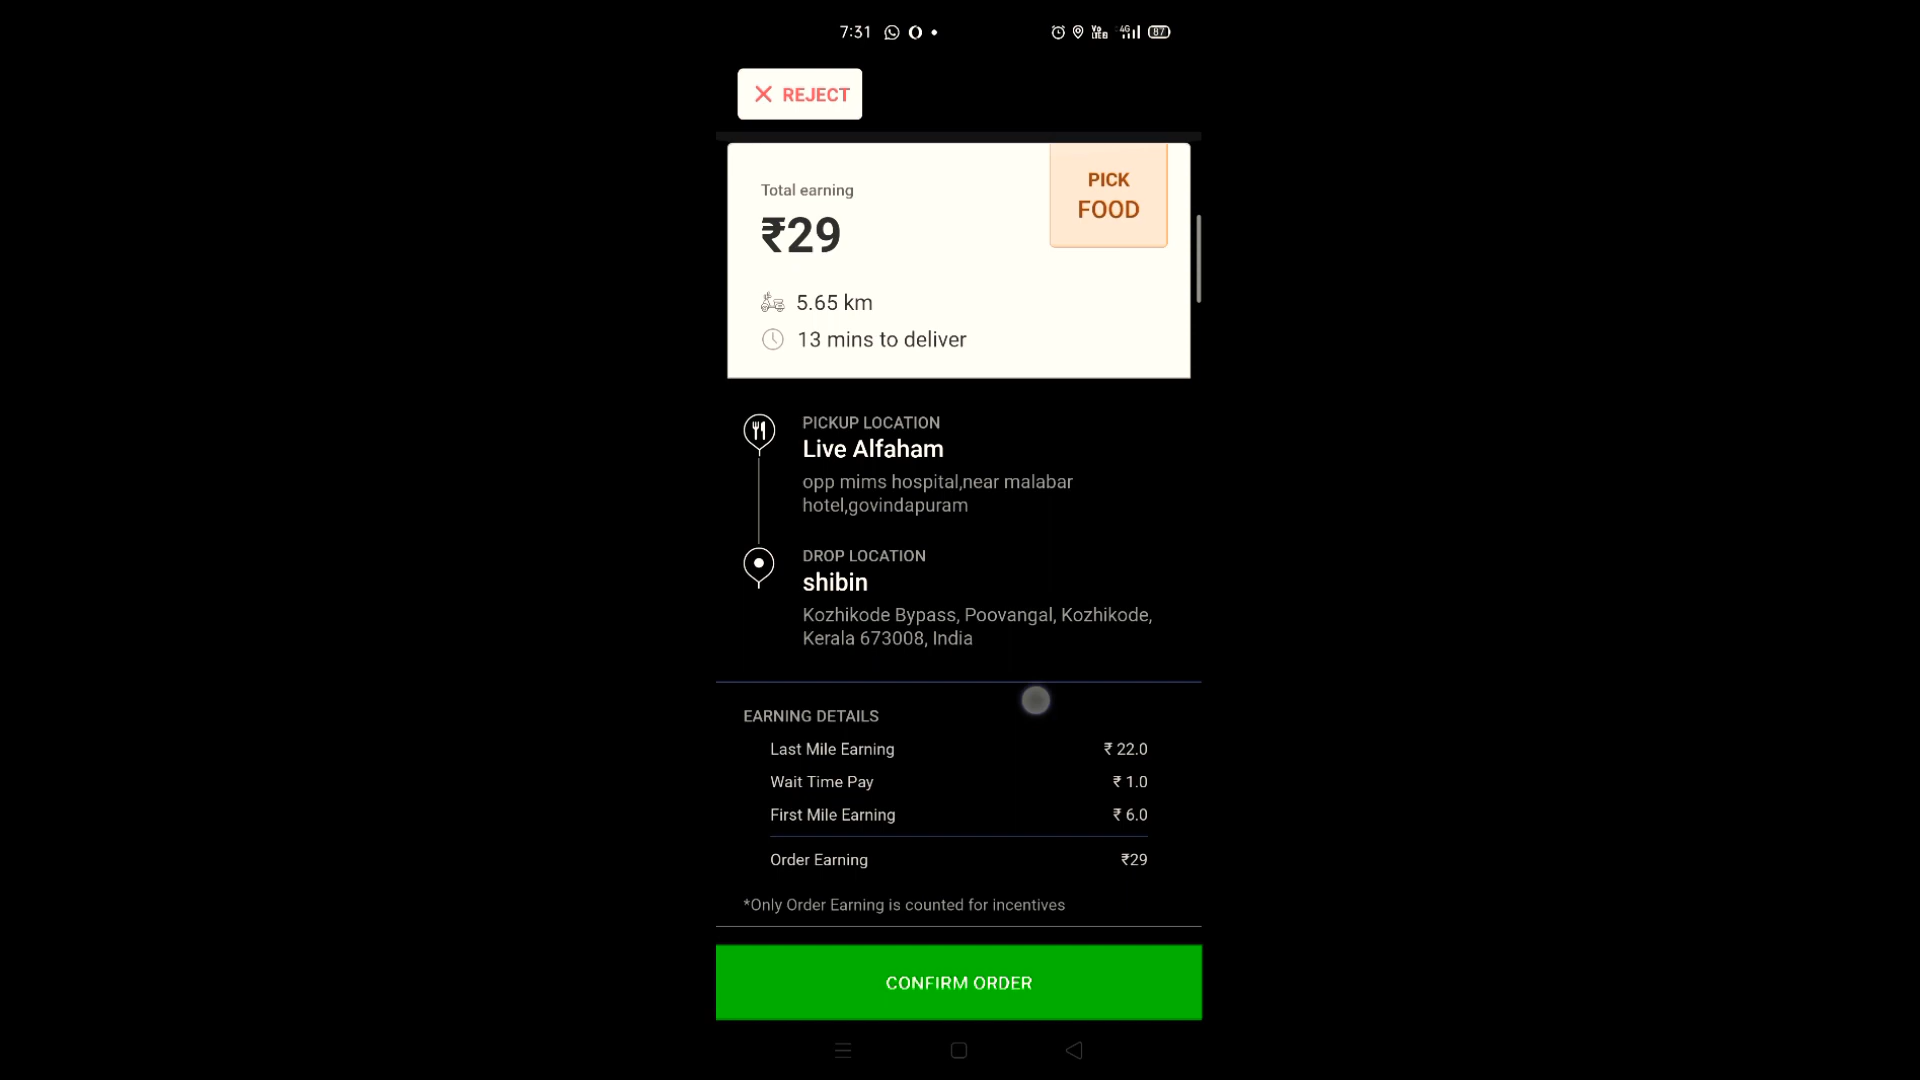 7:31
4G
87
REJECT
Total earning
PICK
FOOD
₹29
5.65 km
13 mins to deliver
PICKUP LOCATION
Live Alfaham
opp mims hospital,near malabar
hotel,govindapuram
DROP LOCATION
shibin
Kozhikode Bypass, Poovangal, Kozhikode,
Kerala 673008, India
EARNING DETAILS
Last Mile Earning ₹ 22.0
Wait Time Pay ₹ 1.0
First Mile Earning ₹ 6.0
Order Earning ₹29
*Only Order Earning is counted for incentives
CONFIRM ORDER